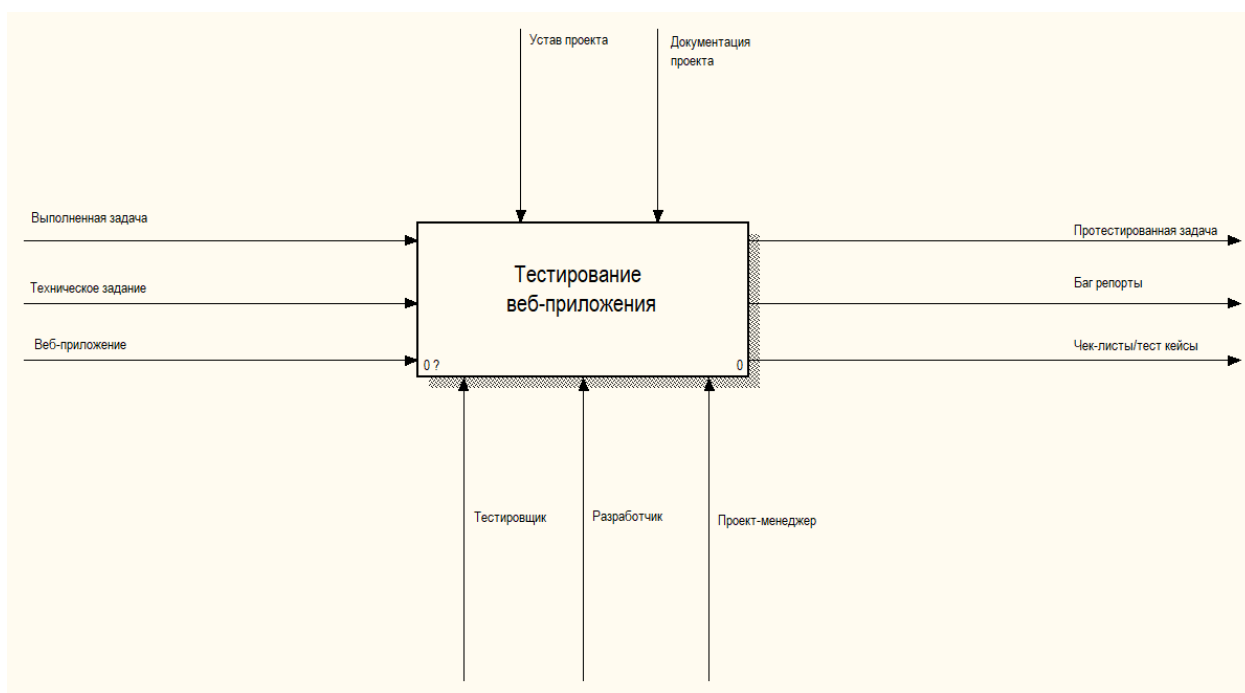 Устав проекта
Документация
проекта
Выполненная задача
Техническое задание
Веб-приложение
Тестирование
веб-приложения
0 ?
0
Протестированная задача
Баг репорты
Чек-листы/тест кейсы
Тестировщик
Разработчик
Проект-менеджер